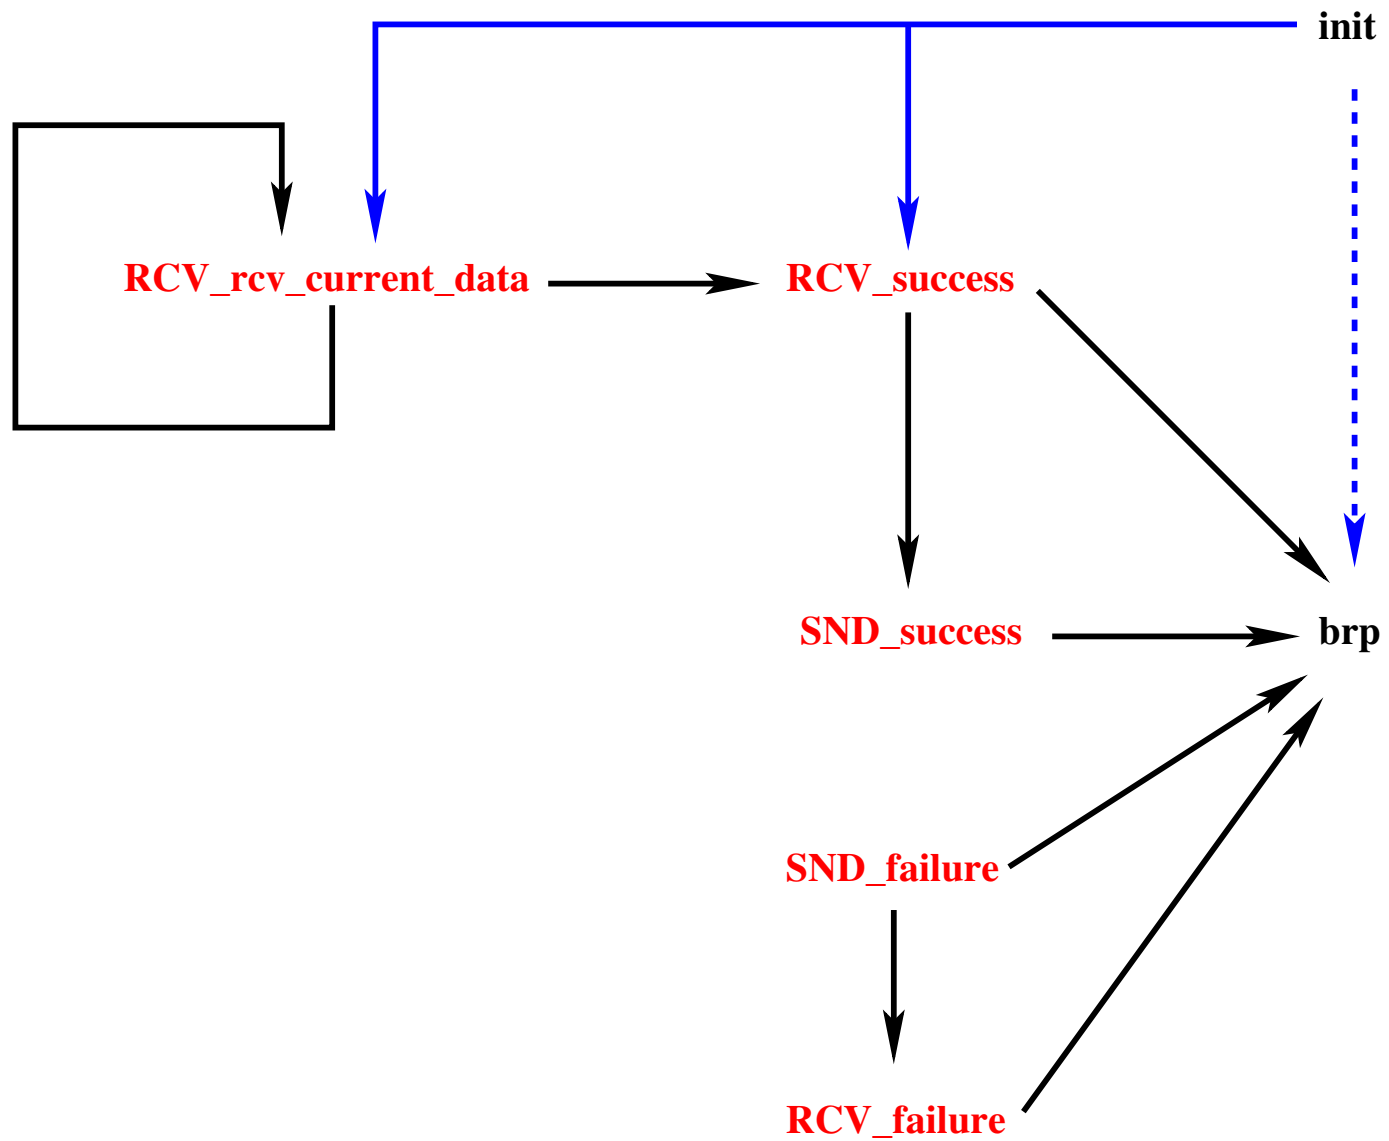 init
RCV_rcv_current_data
RCV_success
SND_success
brp
SND_failure
RCV_failure